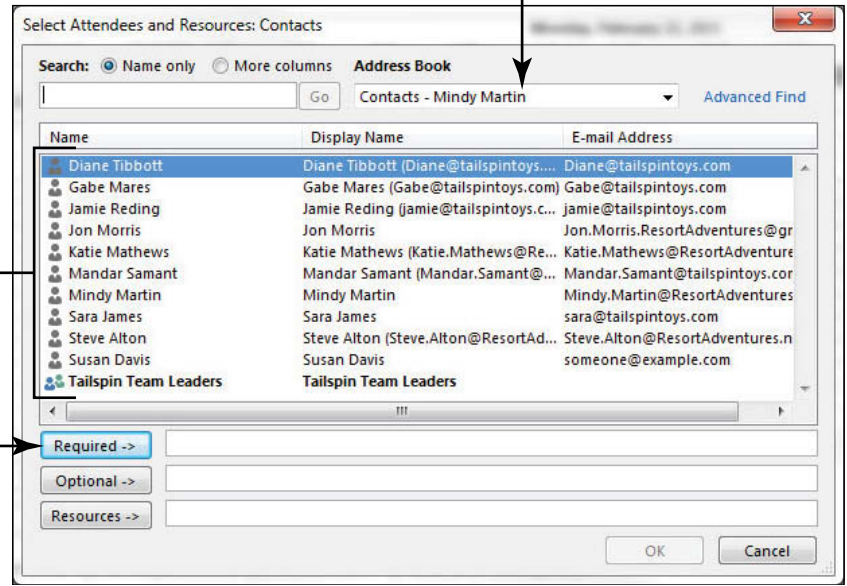 Select Attendees and Resources: Contacts
Search: Name only More columns Address Book
Go Contacts - Mindy Martin Advanced Find
Name Display Name E-mail Address
Diane Tibbott Diane Tibbott (Diane@tailspintoys.... Diane@tailspintoys.com
Gabe Mares Gabe Mares (Gabe@tailspintoys.com) Gabe@tailspintoys.com
Jamie Reding Jamie Reding (jamie@tailspintoys.c... jamie@tailspintoys.com
Jon Morris Jon Morris Jon.Morris.ResortAdventures@gr
Katie Mathews Katie Mathews (Katie.Mathews@Re... Katie.Mathews@ResortAdventure
Mandar Samant Mandar Samant (Mandar.Samant@... Mandar.Samant@tailspintoys.cor
Mindy Martin Mindy Martin Mindy.Martin@ResortAdventures
Sara James Sara James sara@tailspintoys.com
Steve Alton Steve Alton (Steve.Alton@ResortAd... Steve.Alton@ResortAdventures.n
Susan Davis Susan Davis someone@example.com
Tailspin Team Leaders Tailspin Team Leaders
Required ->
Optional ->
Resources ->
OK Cancel